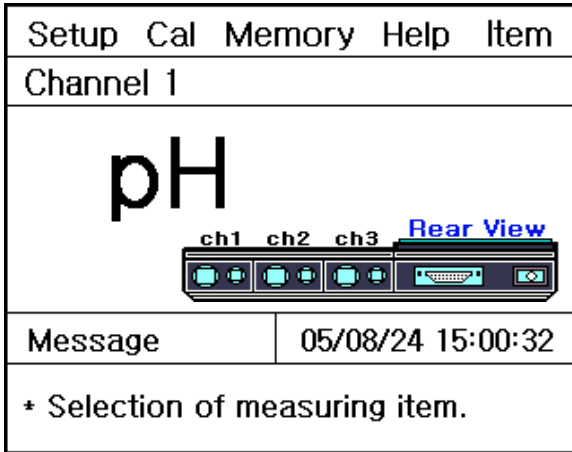 Setup Cal Memory Help Item
Channel 1
pH
Rear View
ch1 ch2 ch3
Message 05/08/24 15:00:32
* Selection of measuring item.